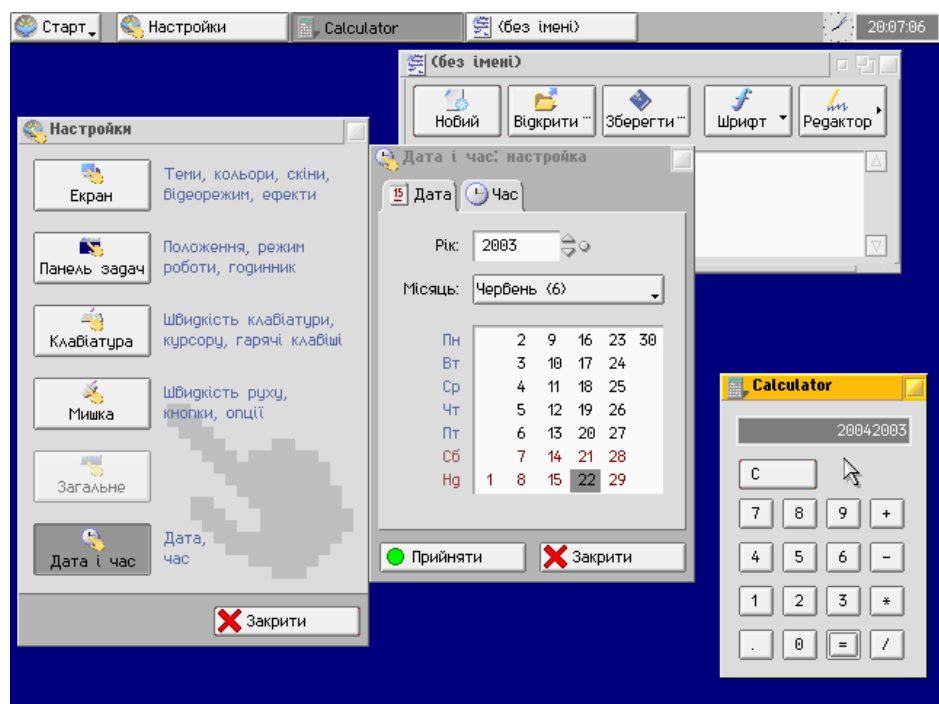 Старт
Настройки
Calculator
(без імені)
20:07:06
(без імені)
Новий
Відкрити ...
Зберегти ...
Шрифт
Редактор
Настройки
Екран
Теми, кольори, скіни,
відеорежим, ефекти
Панель задач
Положення, режим
роботи, годинник
Клавіатура
Швидкість клавіатури,
курсору, гарячі клавіші
Мишка
Швидкість руху,
кнопки, опції
Загальне
Дата і час
Дата,
час
Закрити
Дата і час: настройка
15 Дата
Час
Рік: 2003
Місяць: Червень (6)
Пн 2 9 16 23 30
Вт 3 10 17 24
Ср 4 11 18 25
Чт 5 12 19 26
Пт 6 13 20 27
Сб 7 14 21 28
Нд 1 8 15 22 29
Прийняти
Закрити
Calculator
20042003
C
7 8 9 +
4 5 6 -
1 2 3 *
. 0 = /